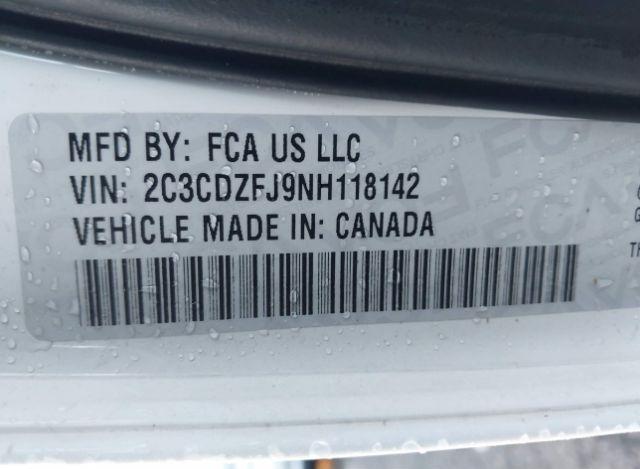 MFD BY: FCA US LLC
VIN: 2C3CDZFJ9NH118142
VEHICLE MADE IN: CANADA